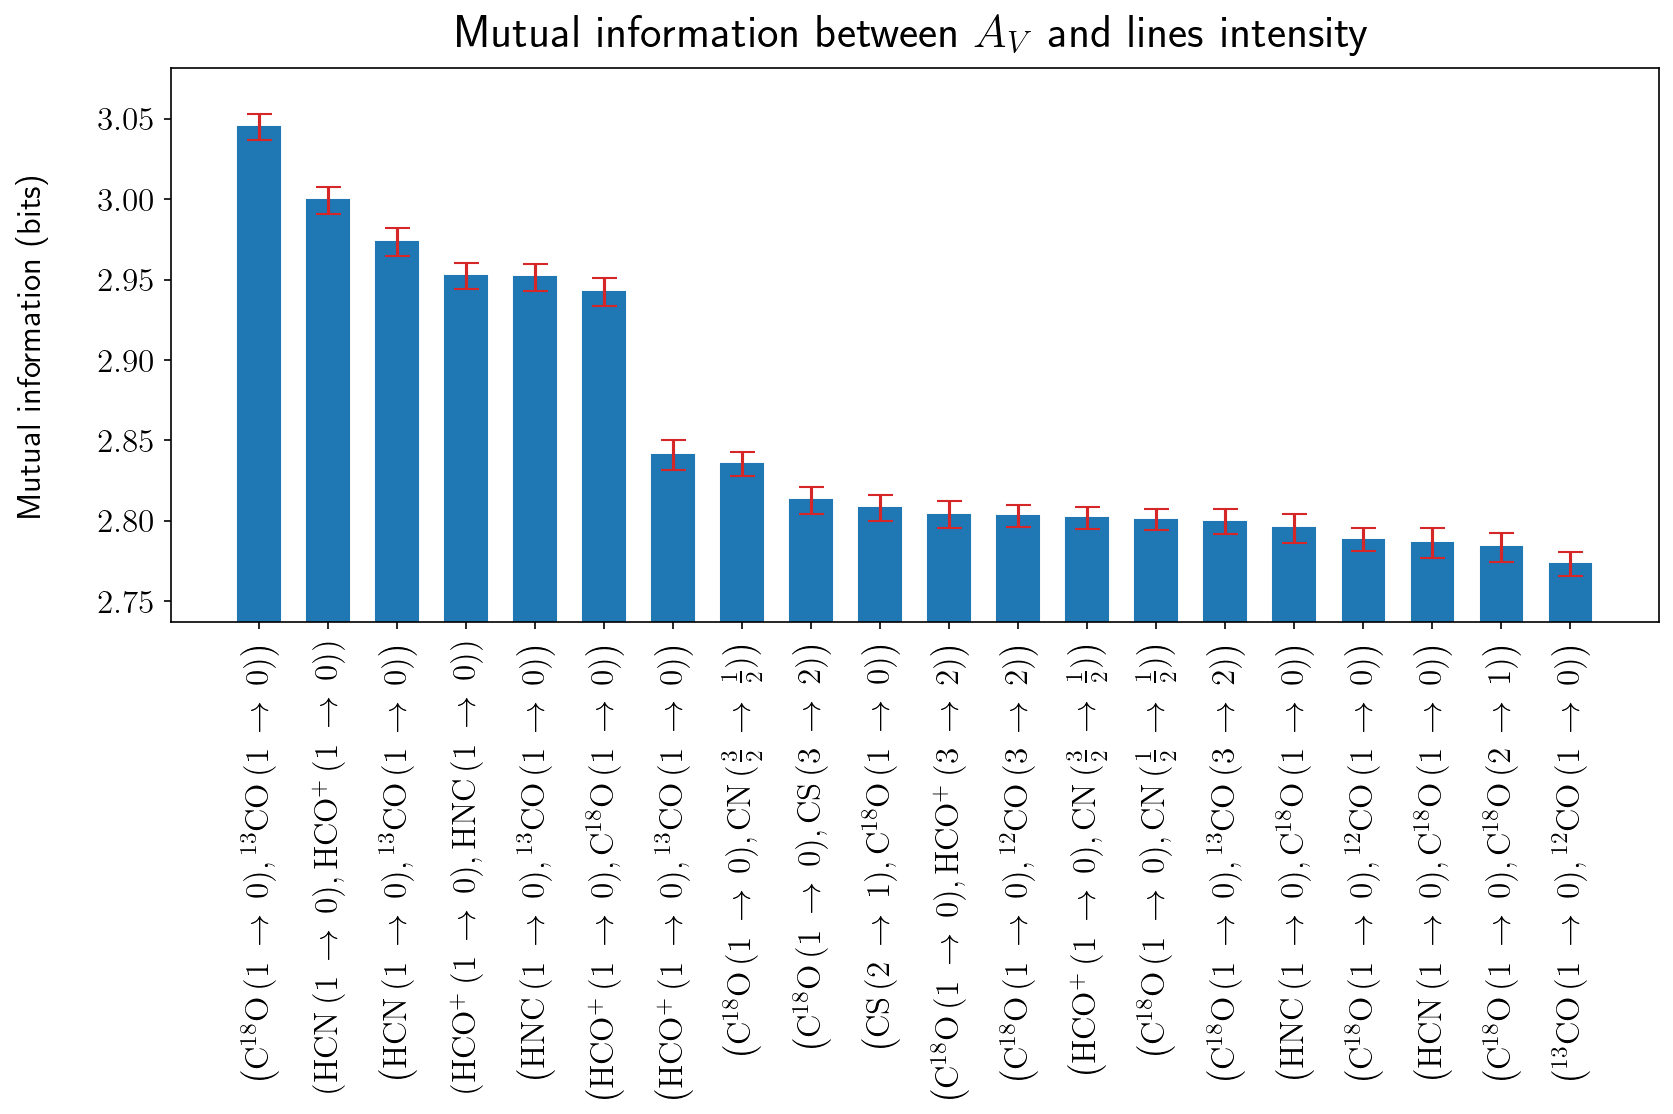 Mutual information between A_V and lines intensity
Mutual information (bits)
3.05
3.00
2.95
2.90
2.85
2.80
2.75
(C¹⁸O (1 → 0), ¹³CO (1 → 0))
(HCN (1 → 0), HCO⁺ (1 → 0))
(HCN (1 → 0), ¹³CO (1 → 0))
(HCO⁺ (1 → 0), HNC (1 → 0))
(HNC (1 → 0), ¹³CO (1 → 0))
(HCO⁺ (1 → 0), C¹⁸O (1 → 0))
(HCO⁺ (1 → 0), ¹³CO (1 → 0))
(C¹⁸O (1 → 0), CN (3/2 → 1/2))
(C¹⁸O (1 → 0), CS (3 → 2))
(CS (2 → 1), C¹⁸O (1 → 0))
(C¹⁸O (1 → 0), HCO⁺ (3 → 2))
(C¹⁸O (1 → 0), ¹²CO (3 → 2))
(HCO⁺ (1 → 0), CN (3/2 → 1/2))
(C¹⁸O (1 → 0), CN (1/2 → 1/2))
(C¹⁸O (1 → 0), ¹³CO (3 → 2))
(HNC (1 → 0), C¹⁸O (1 → 0))
(C¹⁸O (1 → 0), ¹²CO (1 → 0))
(HCN (1 → 0), C¹⁸O (1 → 0))
(C¹⁸O (1 → 0), C¹⁸O (2 → 1))
(¹³CO (1 → 0), ¹²CO (1 → 0))